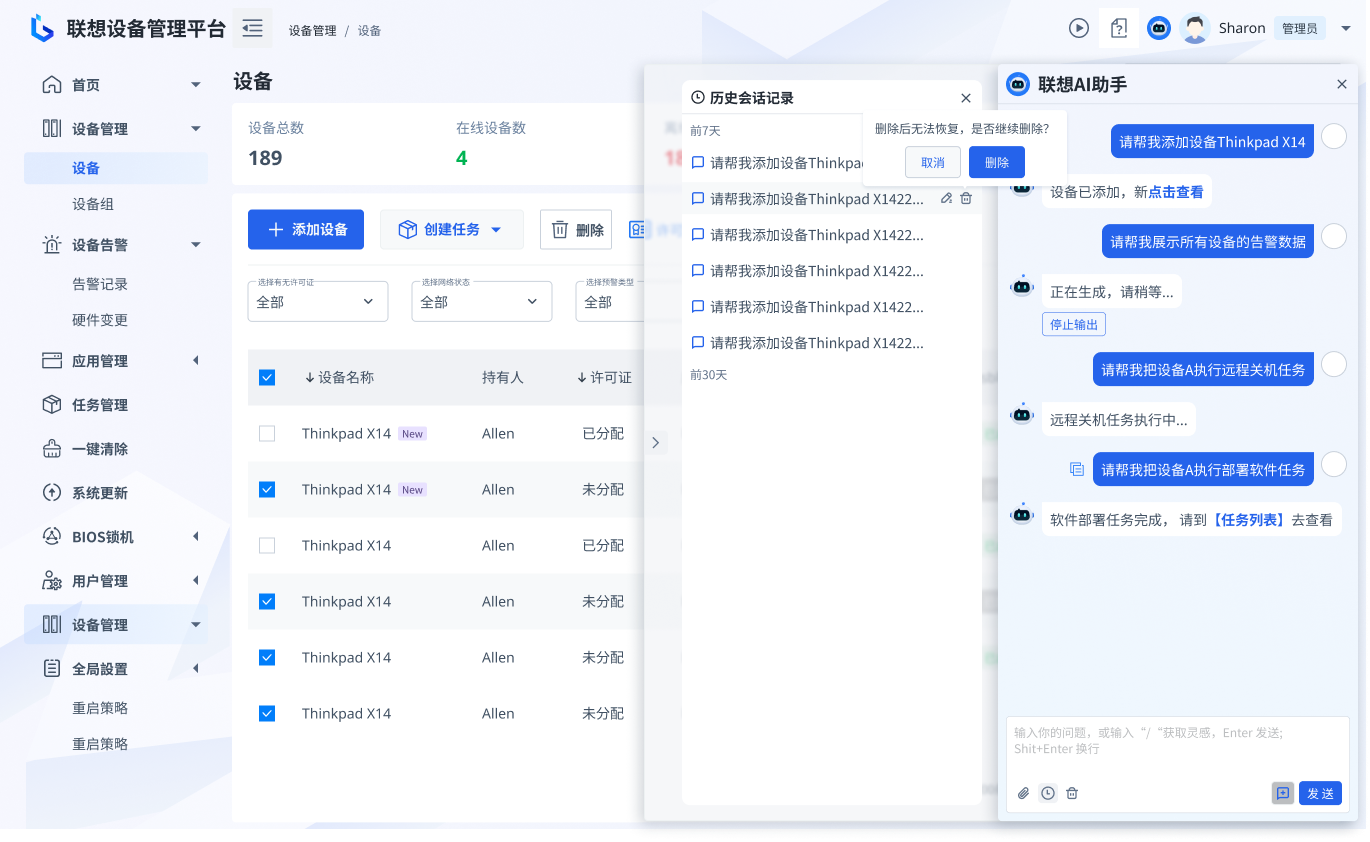 联想设备管理平台
设备管理 / 设备
Sharon
管理员
首页
设备管理
设备
设备组
设备告警
告警记录
硬件变更
应用管理
任务管理
一键清除
系统更新
BIOS锁机
用户管理
设备管理
全局設置
重启策略
重启策略
设备
设备总数
189
在线设备数
4
添加设备
创建任务
删除
选择有无许可证
全部
选择网络状态
全部
选择预警类型
全部
设备名称 持有人 许可证
Thinkpad X14 New Allen 已分配
Thinkpad X14 New Allen 未分配
Thinkpad X14 Allen 已分配
Thinkpad X14 Allen 未分配
Thinkpad X14 Allen 未分配
Thinkpad X14 Allen 未分配
历史会话记录
前7天
请帮我添加设备Thinkpa
请帮我添加设备Thinkpad X1422...
请帮我添加设备Thinkpad X1422...
请帮我添加设备Thinkpad X1422...
请帮我添加设备Thinkpad X1422...
请帮我添加设备Thinkpad X1422...
前30天
删除后无法恢复，是否继续删除？
取消
删除
联想AI助手
请帮我添加设备Thinkpad X14
设备已添加，新点击查看
请帮我展示所有设备的告警数据
正在生成，请稍等...
停止输出
请帮我把设备A执行远程关机任务
远程关机任务执行中...
请帮我把设备A执行部署软件任务
软件部署任务完成， 请到【任务列表】去查看
输入你的问题，或输入“/“获取灵感，Enter 发送;
Shit+Enter 换行
发 送